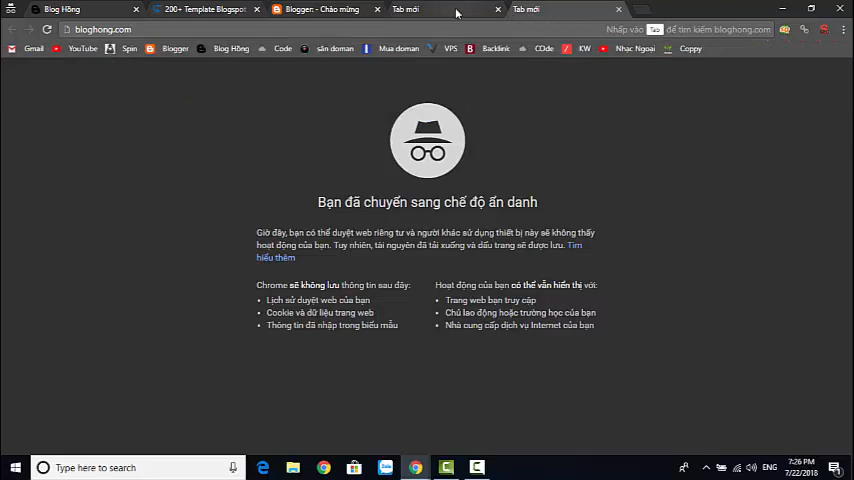 Blog Hồng
200+ Template Blogspot
Blogger: - Chào mừng
Tab mới
Tab mới
bloghong.com
Nhấp vào Tab để tìm kiếm bloghong.com
Gmail YouTube Spin Blogger Blog Hồng Code săn doman Mua doman VPS Backlink COde KW Nhạc Ngoại Coppy
Bạn đã chuyển sang chế độ ẩn danh
Giờ đây, bạn có thể duyệt web riêng tư và người khác sử dụng thiết bị này sẽ không thấy
hoạt động của bạn. Tuy nhiên, tài nguyên đã tải xuống và dấu trang sẽ được lưu. Tìm
hiểu thêm
Chrome sẽ không lưu thông tin sau đây:
Lịch sử duyệt web của bạn
Cookie và dữ liệu trang web
Thông tin đã nhập trong biểu mẫu
Hoạt động của bạn có thể vẫn hiển thị với:
Trang web bạn truy cập
Chủ lao động hoặc trường học của bạn
Nhà cung cấp dịch vụ Internet của bạn
Type here to search
Zalo
ENG
7:26 PM
7/22/2018